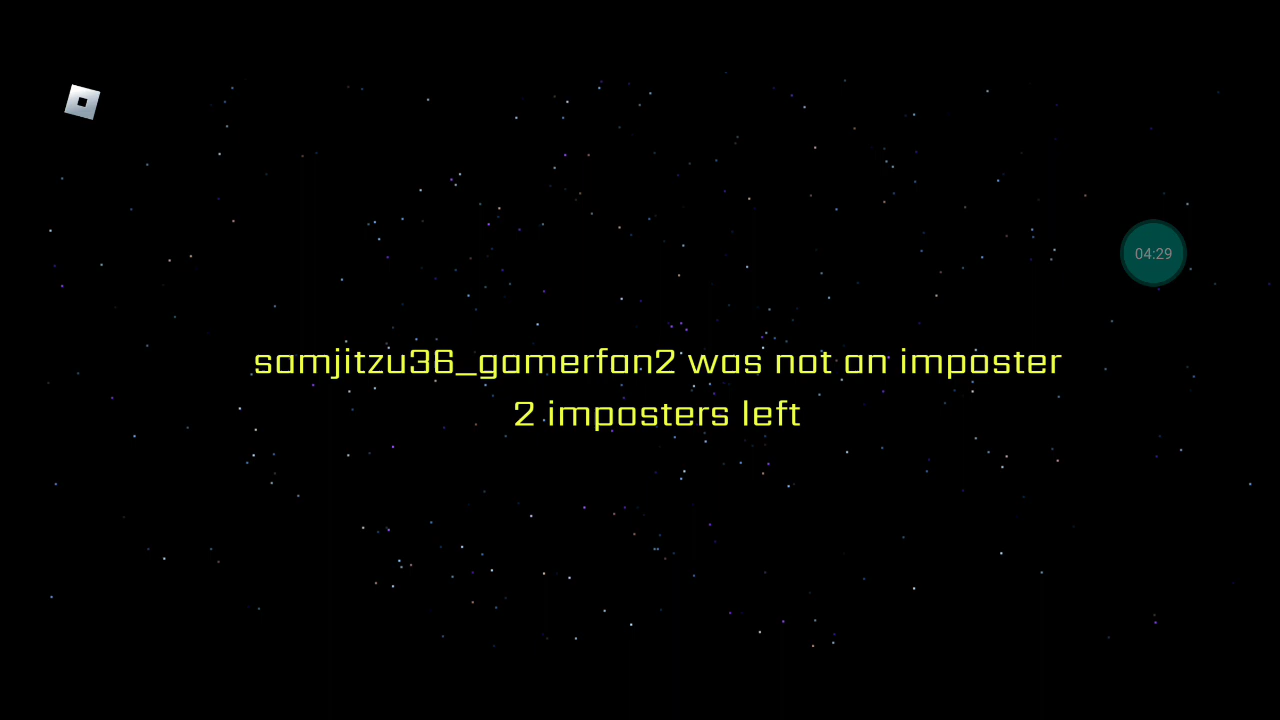 04:29
samjitzu36_gamerfan2 was not an imposter
2 imposters left